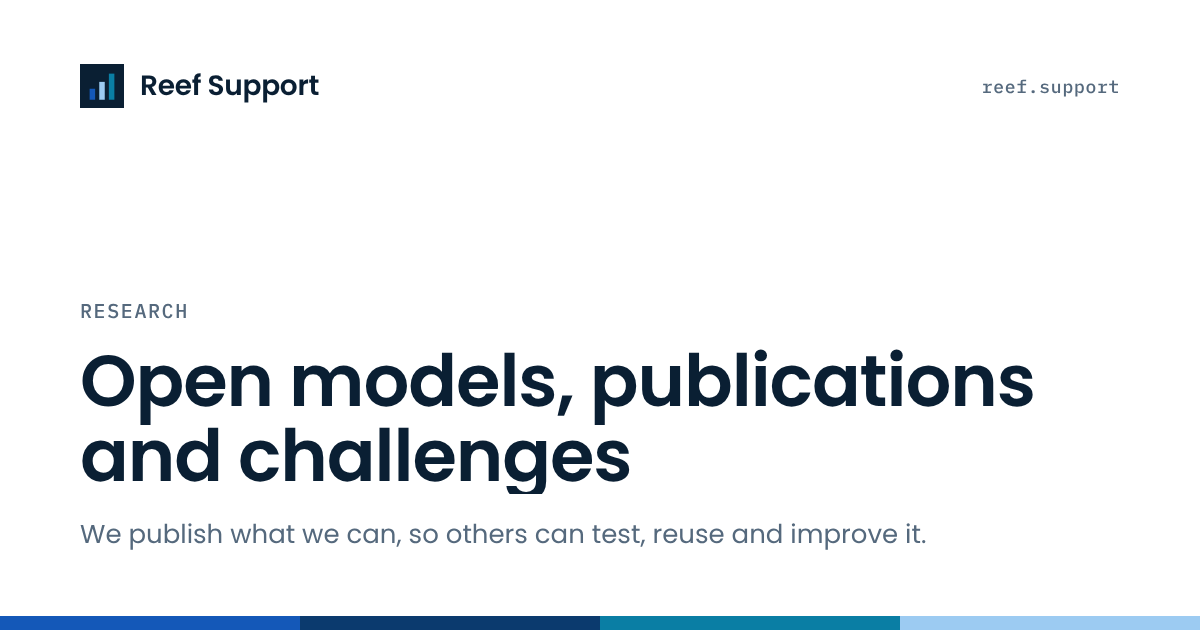 Reef Support
reef.support
RESEARCH
Open models, publications
and challenges
We publish what we can, so others can test, reuse and improve it.